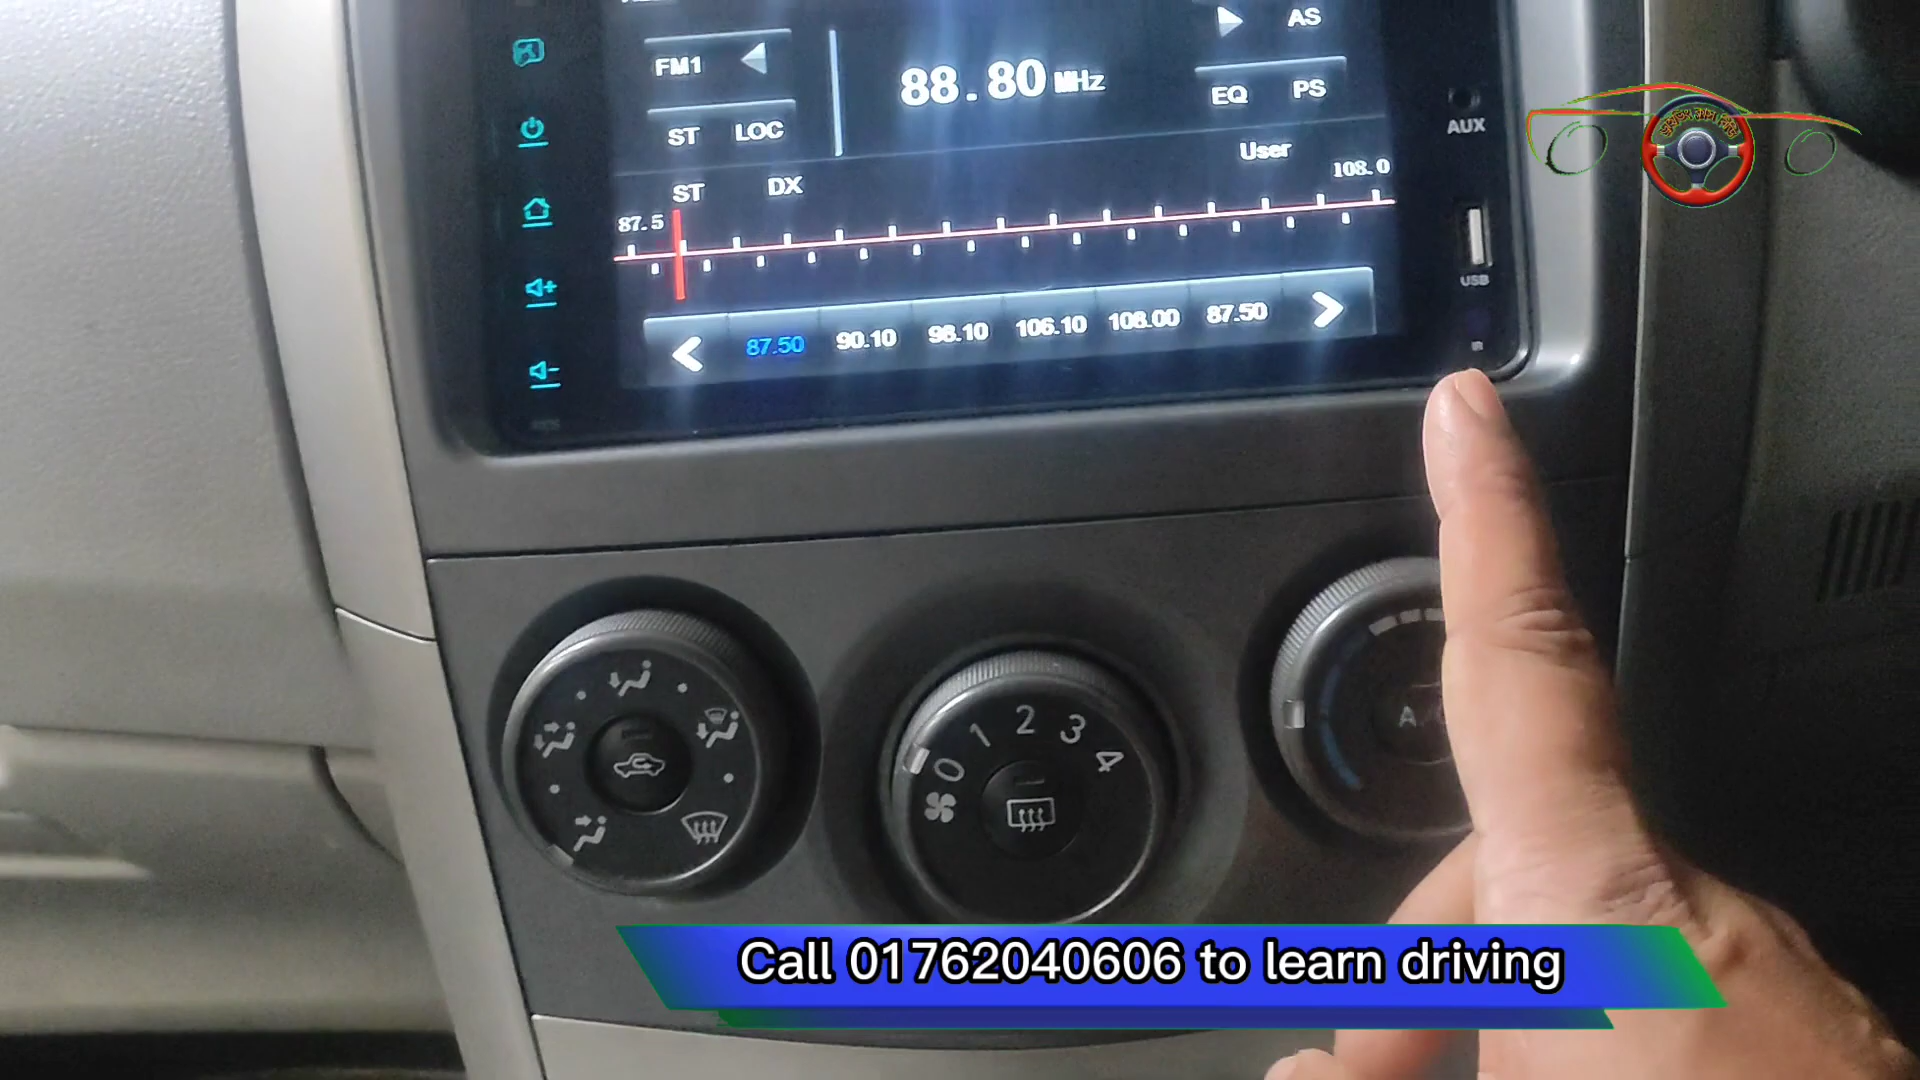 AS
FM1
88.80 MHz
EQ PS
ST LOC
AUX
User
ST DX
87.5
108.0
USB
87.50 90.10 98.10 106.10 108.00 87.50
IR
RES
0 1 2 3 4
A/C
Call 01762040606 to learn driving